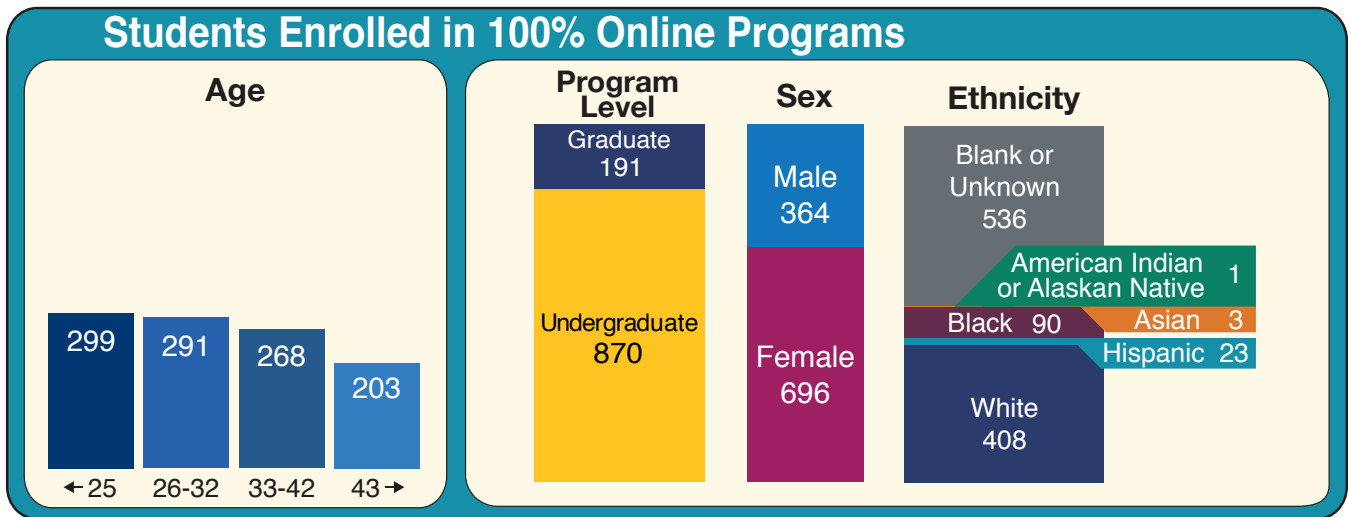 Students Enrolled in 100% Online Programs
Age
299
291
268
203
←25
26-32
33-42
43→
Program
Level
Graduate
191
Undergraduate
870
Sex
Male
364
Female
696
Ethnicity
Blank or
Unknown
536
American Indian
or Alaskan Native 1
Black 90
Asian 3
Hispanic 23
White
408